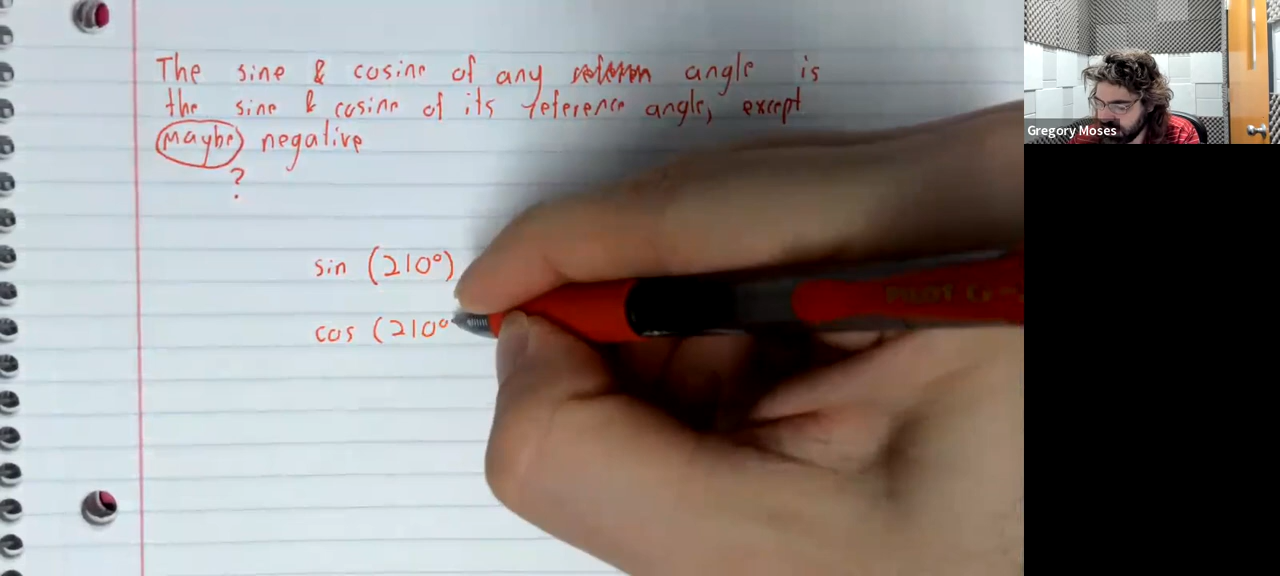 The sine & cosine of any angle is
the sine & cosine of its reference angle, except
maybe negative
?
sin (210°)
cos (210°
Gregory Moses